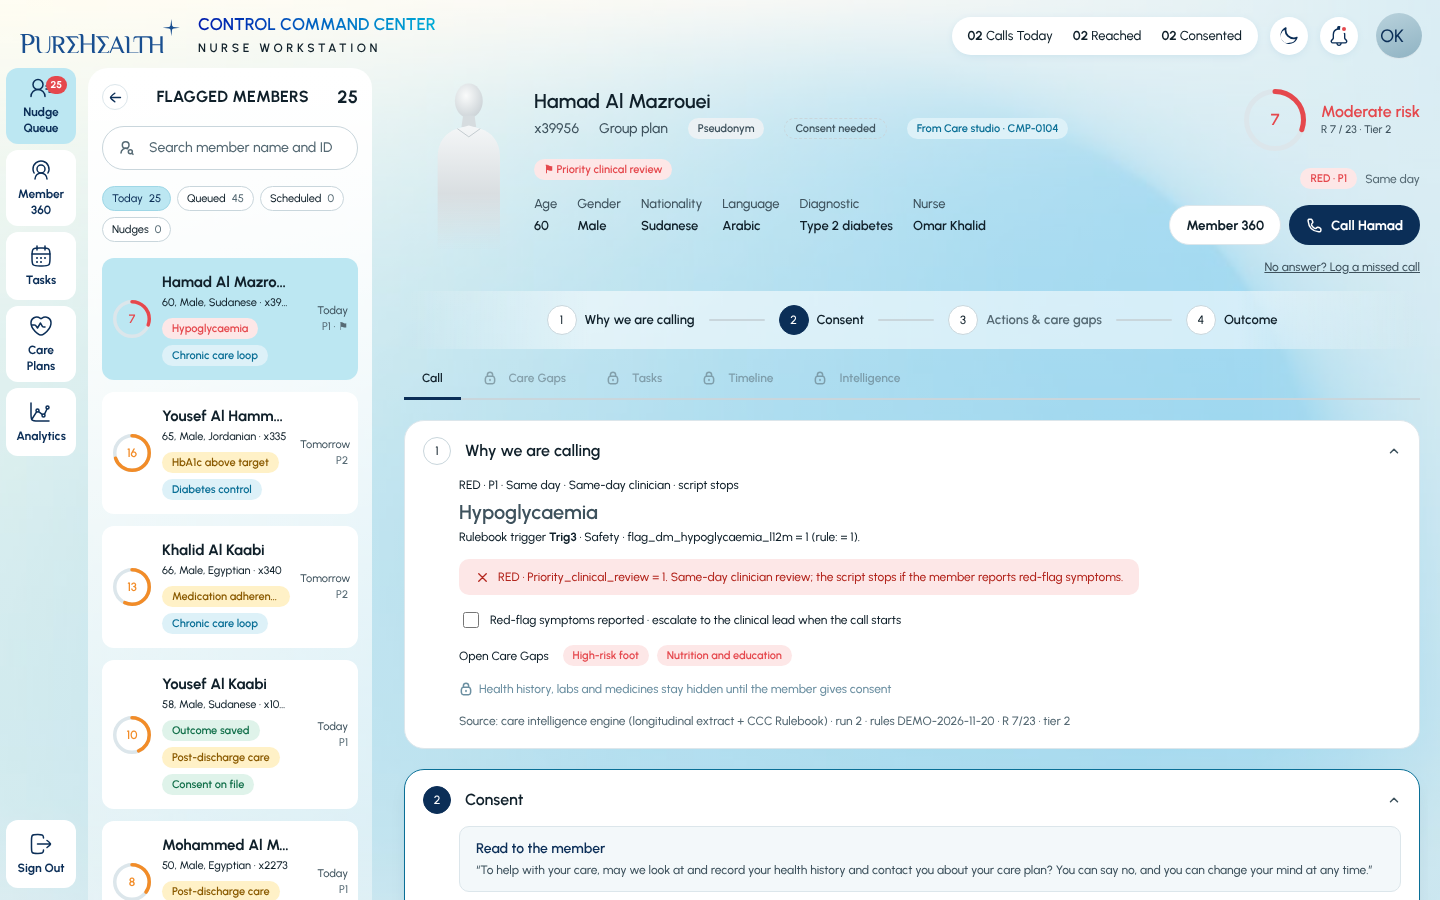 PUREHEALTH
CONTROL COMMAND CENTER
NURSE WORKSTATION
02 Calls Today
02 Reached
02 Consented
OK
25
Nudge
Queue
Member
360
Tasks
Care
Plans
Analytics
Sign Out
FLAGGED MEMBERS
25
Search member name and ID
Today 25
Queued 45
Scheduled 0
Nudges 0
7
Hamad Al Mazro...
60, Male, Sudanese · x39...
Hypoglycaemia
Chronic care loop
Today
P1 · ⚑
16
Yousef Al Hamm...
65, Male, Jordanian · x335
HbA1c above target
Diabetes control
Tomorrow
P2
13
Khalid Al Kaabi
66, Male, Egyptian · x340
Medication adheren...
Chronic care loop
Tomorrow
P2
10
Yousef Al Kaabi
58, Male, Sudanese · x10...
Outcome saved
Post-discharge care
Consent on file
Today
P1
8
Mohammed Al M...
50, Male, Egyptian · x2273
Post-discharge care
Today
P1
Hamad Al Mazrouei
x39956
Group plan
Pseudonym
Consent needed
From Care studio · CMP-0104
⚑ Priority clinical review
Age
60
Gender
Male
Nationality
Sudanese
Language
Arabic
Diagnostic
Type 2 diabetes
Nurse
Omar Khalid
7
Moderate risk
R 7 / 23 · Tier 2
RED · P1
Same day
Member 360
Call Hamad
No answer? Log a missed call
1 Why we are calling
2 Consent
3 Actions & care gaps
4 Outcome
Call
Care Gaps
Tasks
Timeline
Intelligence
1 Why we are calling
RED · P1 · Same day · Same-day clinician · script stops
Hypoglycaemia
Rulebook trigger Trig3 · Safety · flag_dm_hypoglycaemia_l12m = 1 (rule: = 1).
RED · Priority_clinical_review = 1. Same-day clinician review; the script stops if the member reports red-flag symptoms.
Red-flag symptoms reported · escalate to the clinical lead when the call starts
Open Care Gaps
High-risk foot
Nutrition and education
Health history, labs and medicines stay hidden until the member gives consent
Source: care intelligence engine (longitudinal extract + CCC Rulebook) · run 2 · rules DEMO-2026-11-20 · R 7/23 · tier 2
2 Consent
Read to the member
“To help with your care, may we look at and record your health history and contact you about your care plan? You can say no, and you can change your mind at any time.”